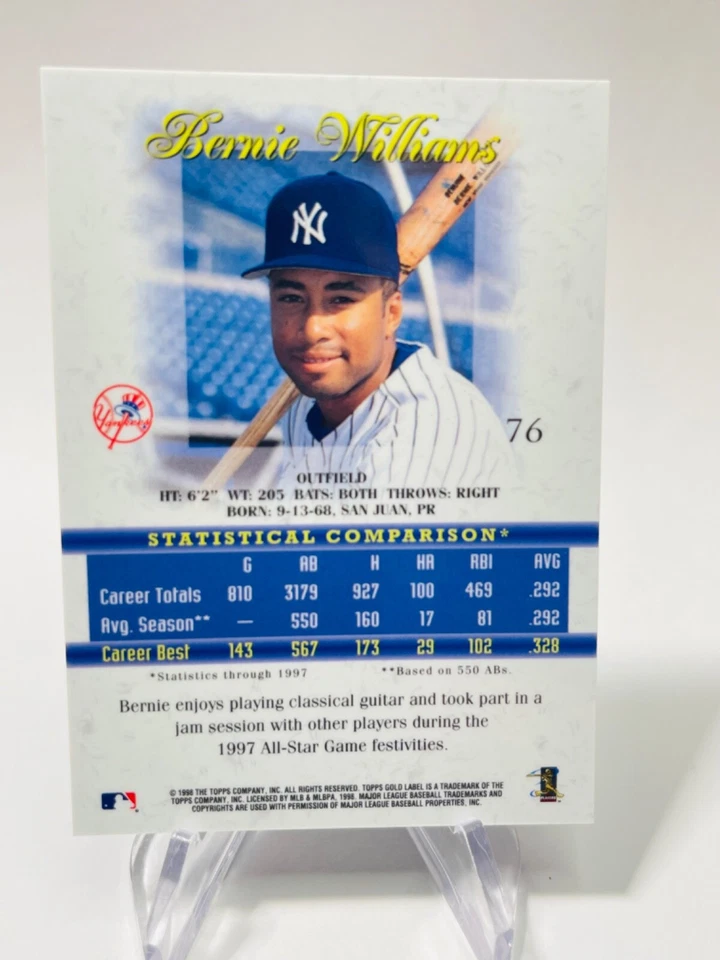 Bernie Williams
NY
Yankees
76
OUTFIELD
HT: 6'2" WT: 205 BATS: BOTH THROWS: RIGHT
BORN: 9-13-68, SAN JUAN, PR
STATISTICAL COMPARISON*
G AB H HR RBI AVG
Career Totals 810 3179 927 100 469 .292
Avg. Season** — 550 160 17 81 .292
Career Best 143 567 173 29 102 .328
*Statistics through 1997 **Based on 550 ABs.
Bernie enjoys playing classical guitar and took part in a
jam session with other players during the
1997 All-Star Game festivities.
© 1998 THE TOPPS COMPANY, INC. ALL RIGHTS RESERVED. TOPPS GOLD LABEL IS A TRADEMARK OF THE
TOPPS COMPANY, INC. LICENSED BY MLB & MLBPA, 1998. MAJOR LEAGUE BASEBALL TRADEMARKS AND
COPYRIGHTS ARE USED WITH PERMISSION OF MAJOR LEAGUE BASEBALL PROPERTIES, INC.